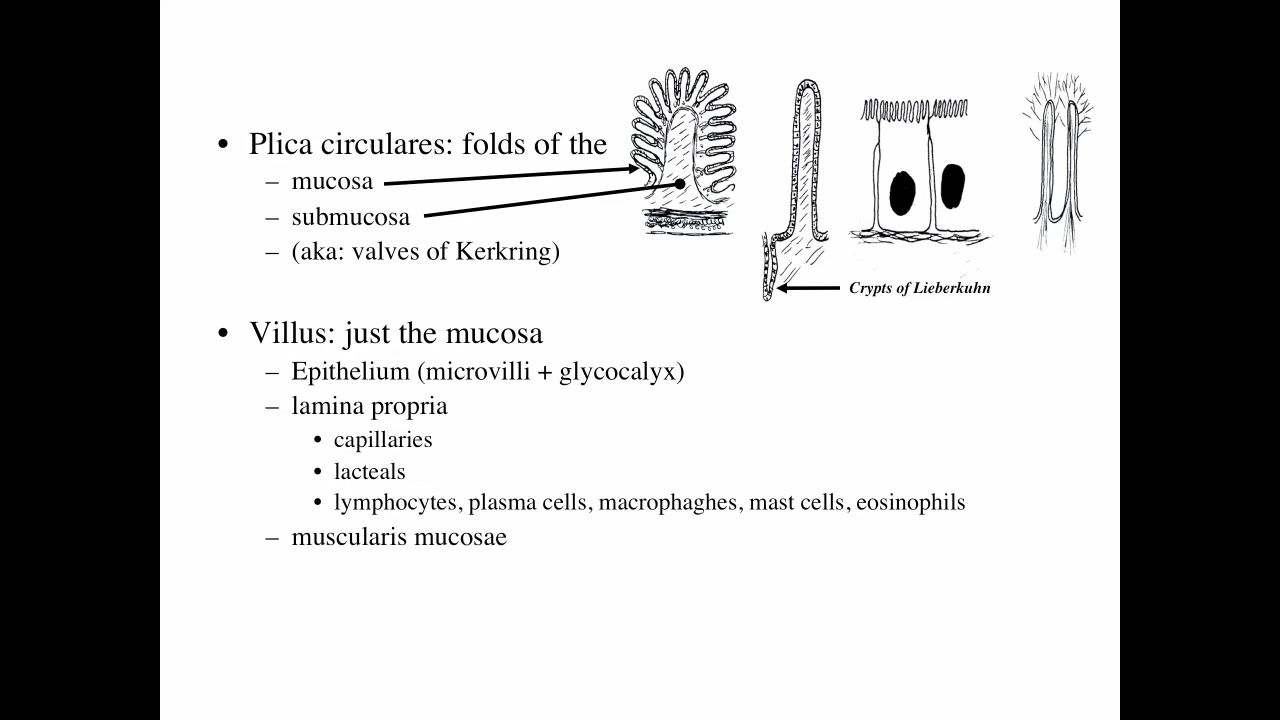 • Plica circulares: folds of the
– mucosa
– submucosa
– (aka: valves of Kerkring)
Crypts of Lieberkuhn
• Villus: just the mucosa
– Epithelium (microvilli + glycocalyx)
– lamina propria
• capillaries
• lacteals
• lymphocytes, plasma cells, macrophaghes, mast cells, eosinophils
– muscularis mucosae